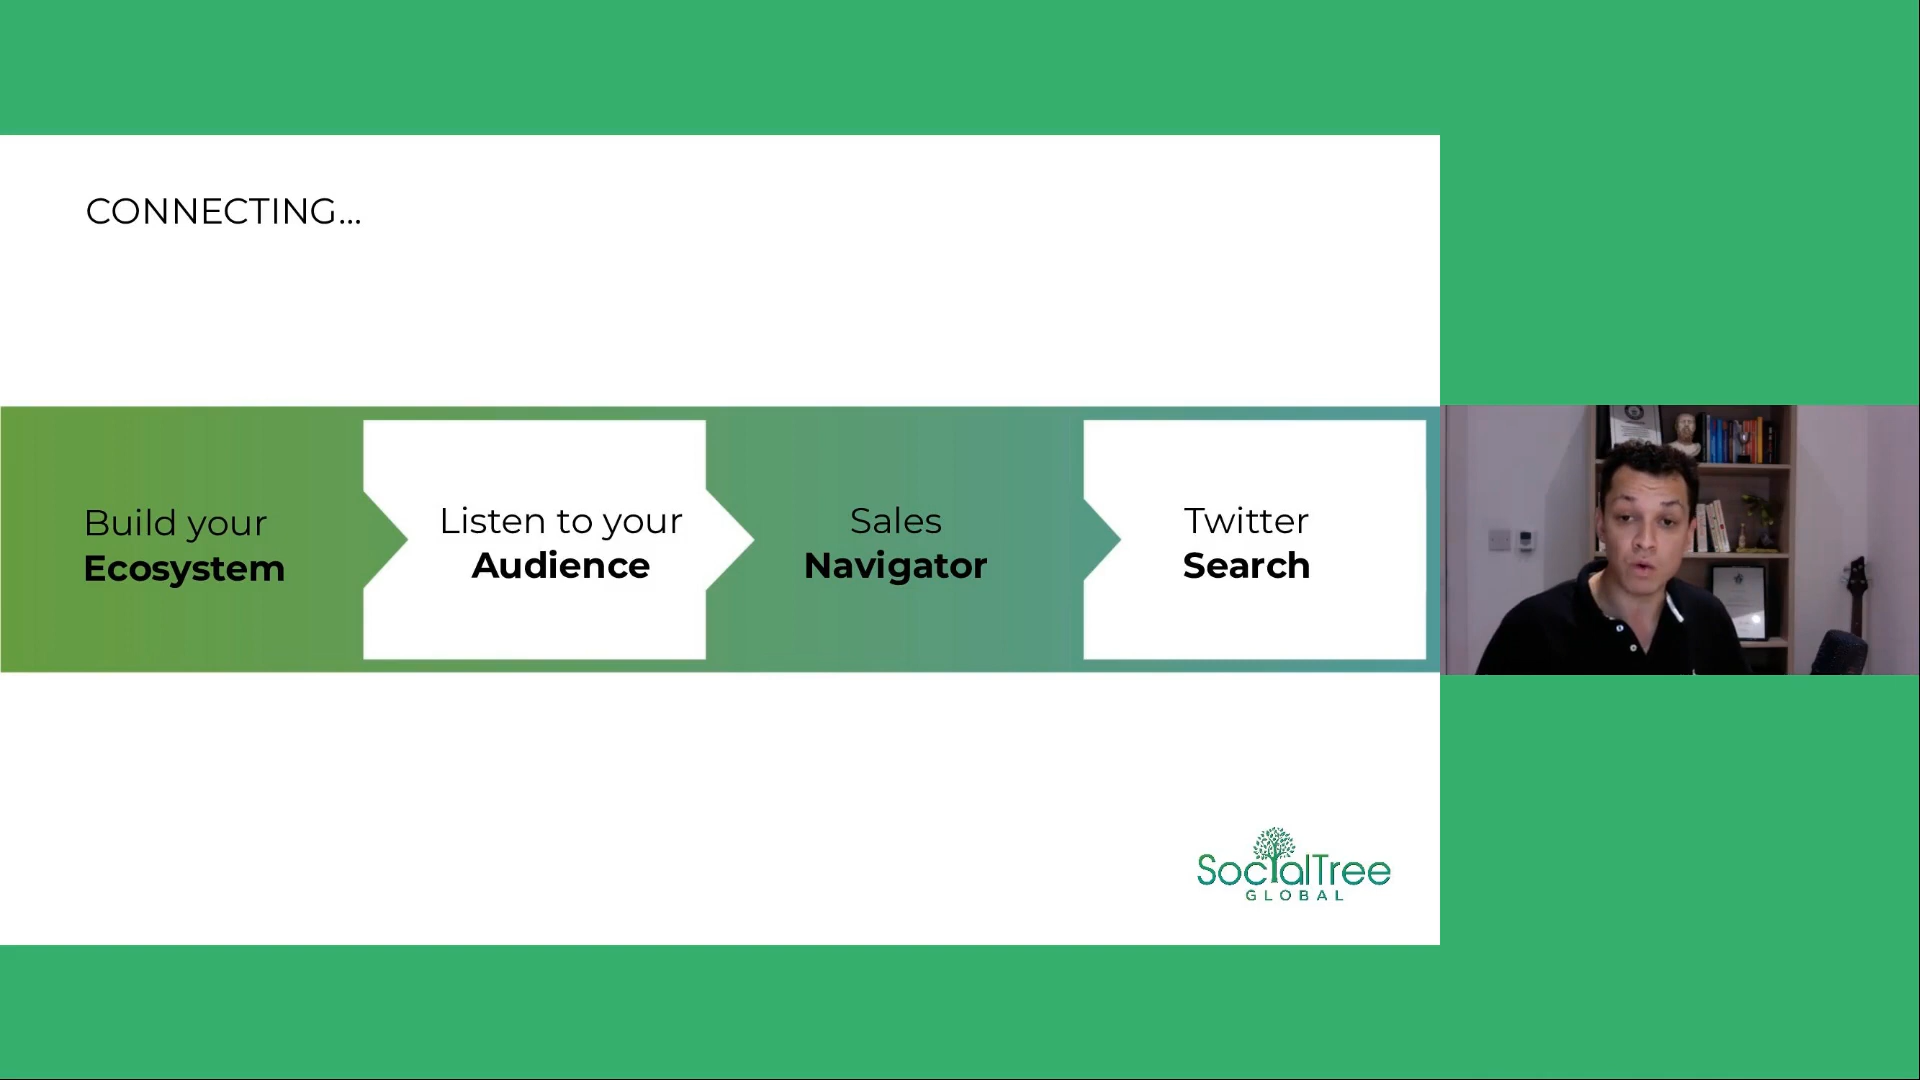 CONNECTING...
Build your
Ecosystem
Listen to your
Audience
Sales
Navigator
Twitter
Search
SocialTree
GLOBAL